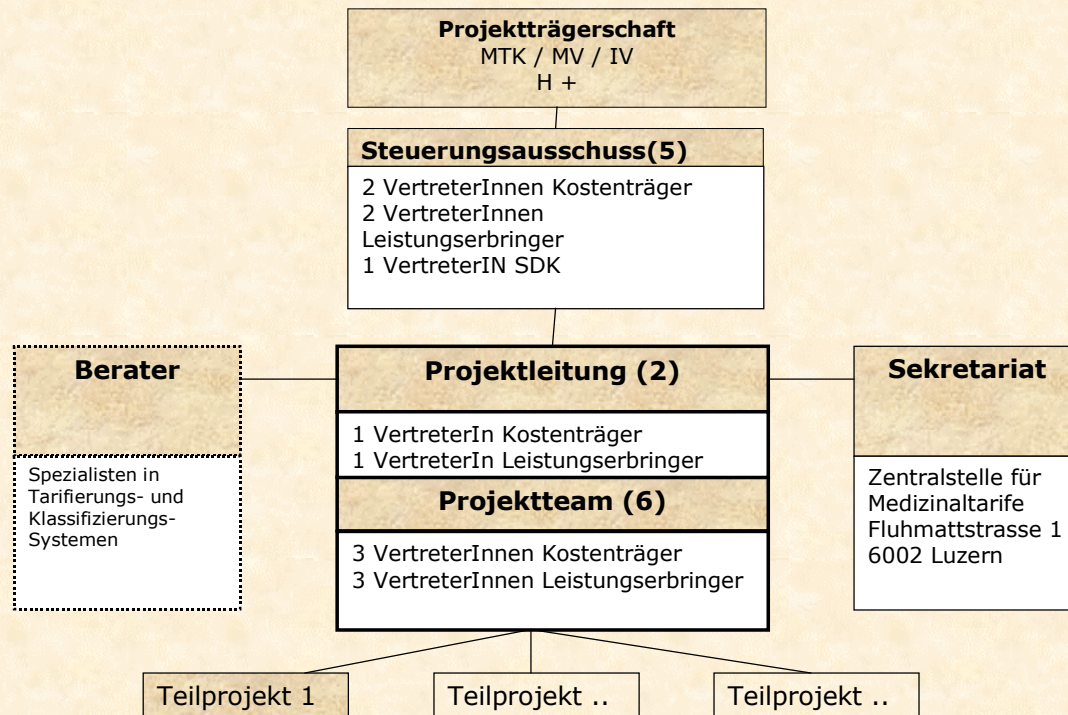 Projektträgerschaft
MTK / MV / IV
H +
Steuerungsausschuss(5)
2 VertreterInnen Kostenträger
2 VertreterInnen
Leistungserbringer
1 VertreterIN SDK
Berater
Spezialisten in
Tarifierungs- und
Klassifizierungs-
Systemen
Projektleitung (2)
1 VertreterIn Kostenträger
1 VertreterIn Leistungserbringer
Projektteam (6)
3 VertreterInnen Kostenträger
3 VertreterInnen Leistungserbringer
Sekretariat
Zentralstelle für
Medizinaltarife
Fluhmattstrasse 1
6002 Luzern
Teilprojekt 1
Teilprojekt ..
Teilprojekt ..